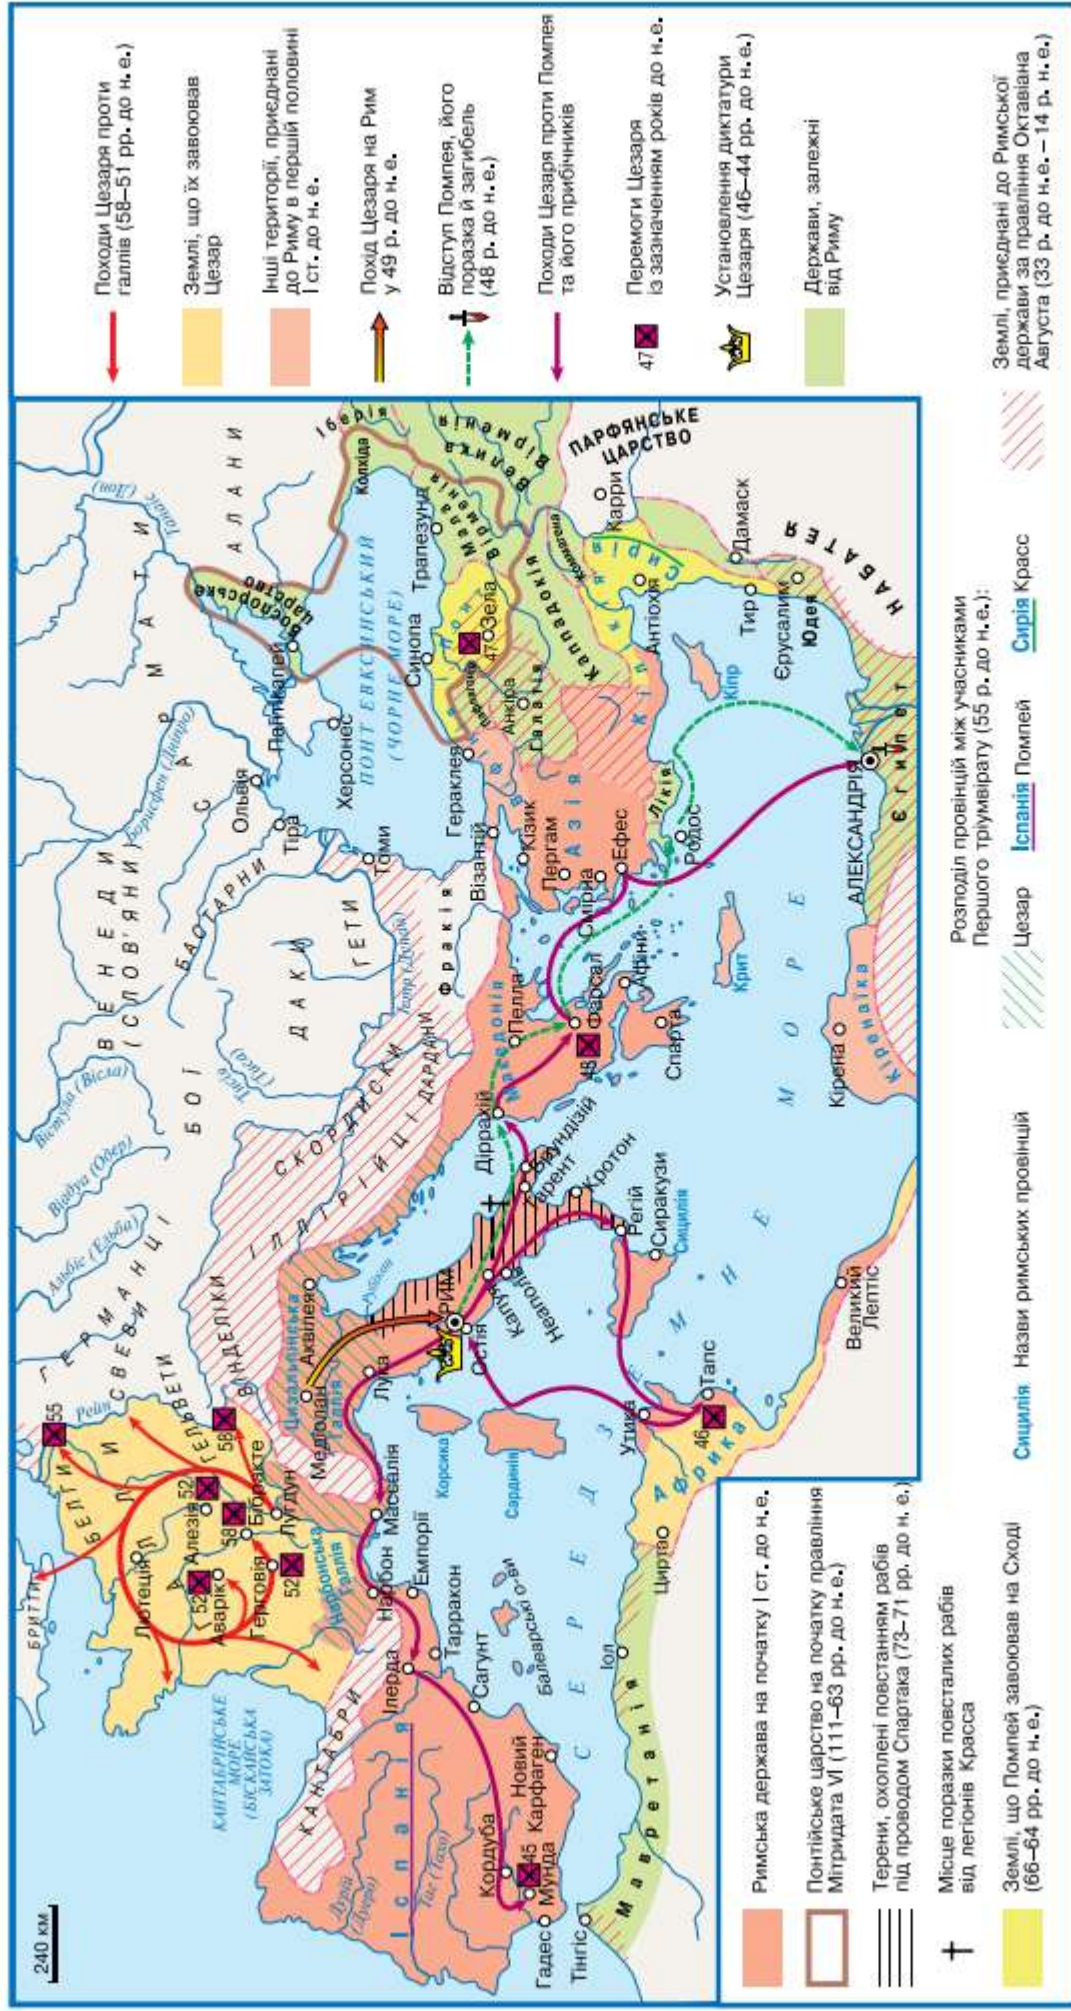 240 км
БРИТТИ
КАНТАБРІЙСЬКЕ
МОРЕ
(БІСКАЙСЬКА
ЗАТОКА)
БЕЛГИ
55
Рейн
ГЕРМАНЦІ
СВЕВИ
Альбіс (Ельба)
Віадуа (Одер)
Вістула (Вісла)
ВЕНЕДИ
(СЛОВ'ЯНИ)
БОЇ
БАСТАРНИ
Борисфен (Дніпро)
САРМАТИ
Танаїс (Дон)
АЛАНИ
Лютеція
52
Аварік
Алезія
52
58
Бібракте
Герговія
52
Лугдун
ГЕЛЬВЕТИ
58
ВІНДЕЛІКИ
Нарбонська
Галлія
Цизальпінська
Галлія
Медіолан
Аквілея
Рубікон
ІЛЛІРІЙЦІ
СКОРДИСКИ
ДАРДАНИ
Тисія
(Тиса)
ДАКИ
ГЕТИ
Істр (Дунай)
Фракія
Тіра
Ольвія
Томи
Херсонес
Пантікапей
Боспорське
царство
ПОНТ ЕВКСИНСЬКИЙ
(ЧОРНЕ МОРЕ)
Колхіда
КАНТАБРИ
Ілерда
Нарбон
Массалія
Емпорії
Тарракон
Сагунт
Іспанія
Дурій
(Дуеро)
Таг (Тахо)
Кордуба
45
Мунда
Новий
Карфаген
Гадес
Тінгіс
Балеарські о-ви
Корсика
Сардинія
Лука
РИМ
Остія
Капуя
Неаполь
Брундізій
Тарент
Кротон
Регій
Сиракузи
Сицилія
Діррахій
Македонія
Пелла
48
Фарсал
Афіни
Спарта
Крит
Візантій
Кізик
Пергам
Азія
Смірна
Ефес
Родос
Лікія
Гераклея
Віфінія
Пафлагонія
Синопа
Понт
47
Зела
Трапезунд
Анкіра
Галатія
Каппадокія
Мала
Вірменія
Велика
Вірменія
Коммагена
Кілікія
ПАРФЯНСЬКЕ
ЦАРСТВО
Карри
Сирія
Антіохія
Кіпр
Дамаск
Тир
Єрусалим
Юдея
НАБАТЕЯ
АЛЕКСАНДРІЯ
Єгипет
Кірена
Кіренаїка
Великий
Лептіс
Утика
46
Тапс
Африка
Цирта
Іол
Мавретанія
СЕРЕДЗЕМНЕ МОРЕ
Походи Цезаря проти
галлів (58–51 рр. до н. е.)
Землі, що їх завоював
Цезар
Інші території, приєднані
до Риму в першій половині
І ст. до н. е.
Похід Цезаря на Рим
у 49 р. до н. е.
Відступ Помпея, його
поразка й загибель
(48 р. до н. е.)
Походи Цезаря проти Помпея
та його прибічників
47
Перемоги Цезаря
із зазначенням років до н. е.
Установлення диктатури
Цезаря (46–44 рр. до н. е.)
Держави, залежні
від Риму
Римська держава на початку І ст. до н. е.
Понтійське царство на початку правління
Мітридата VI (111–63 рр. до н. е.)
Терени, охоплені повстанням рабів
під проводом Спартака (73–71 рр. до н. е.)
Місце поразки повсталих рабів
від легіонів Красса
Землі, що Помпей завоював на Сході
(66–64 рр. до н. е.)
Сицилія Назви римських провінцій
Розподіл провінцій між учасниками
Першого тріумвірату (55 р. до н. е.):
Цезар Іспанія Помпей Сирія Красс
Землі, приєднані до Римської
держави за правління Октавіана
Августа (33 р. до н.е. – 14 р. н.е.)